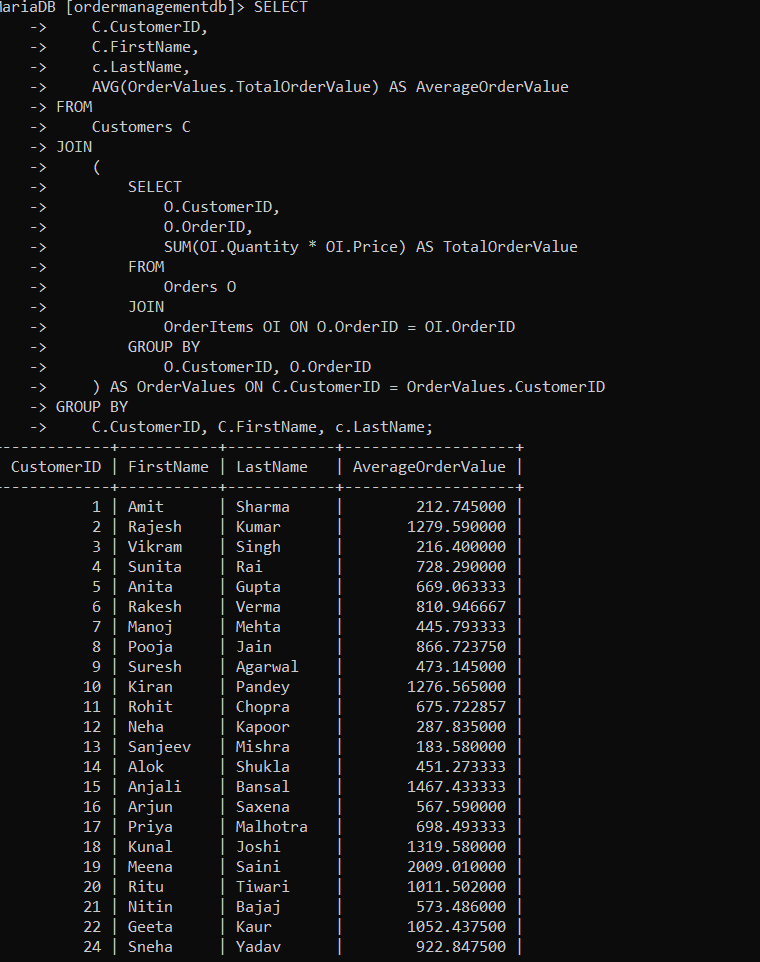 MariaDB [ordermanagementdb]> SELECT
    ->     C.CustomerID,
    ->     C.FirstName,
    ->     c.LastName,
    ->     AVG(OrderValues.TotalOrderValue) AS AverageOrderValue
    -> FROM
    ->     Customers C
    -> JOIN
    ->     (
    ->         SELECT
    ->             O.CustomerID,
    ->             O.OrderID,
    ->             SUM(OI.Quantity * OI.Price) AS TotalOrderValue
    ->         FROM
    ->             Orders O
    ->         JOIN
    ->             OrderItems OI ON O.OrderID = OI.OrderID
    ->         GROUP BY
    ->             O.CustomerID, O.OrderID
    ->     ) AS OrderValues ON C.CustomerID = OrderValues.CustomerID
    -> GROUP BY
    ->     C.CustomerID, C.FirstName, c.LastName;
------------+-----------+------------+-------------------+
 CustomerID | FirstName | LastName   | AverageOrderValue |
------------+-----------+------------+-------------------+
          1 | Amit      | Sharma     |        212.745000 |
          2 | Rajesh    | Kumar      |       1279.590000 |
          3 | Vikram    | Singh      |        216.400000 |
          4 | Sunita    | Rai        |        728.290000 |
          5 | Anita     | Gupta      |        669.063333 |
          6 | Rakesh    | Verma      |        810.946667 |
          7 | Manoj     | Mehta      |        445.793333 |
          8 | Pooja     | Jain       |        866.723750 |
          9 | Suresh    | Agarwal    |        473.145000 |
         10 | Kiran     | Pandey     |       1276.565000 |
         11 | Rohit     | Chopra     |        675.722857 |
         12 | Neha      | Kapoor     |        287.835000 |
         13 | Sanjeev   | Mishra     |        183.580000 |
         14 | Alok      | Shukla     |        451.273333 |
         15 | Anjali    | Bansal     |       1467.433333 |
         16 | Arjun     | Saxena     |        567.590000 |
         17 | Priya     | Malhotra   |        698.493333 |
         18 | Kunal     | Joshi      |       1319.580000 |
         19 | Meena     | Saini      |       2009.010000 |
         20 | Ritu      | Tiwari     |       1011.502000 |
         21 | Nitin     | Bajaj      |        573.486000 |
         22 | Geeta     | Kaur       |       1052.437500 |
         24 | Sneha     | Yadav      |        922.847500 |